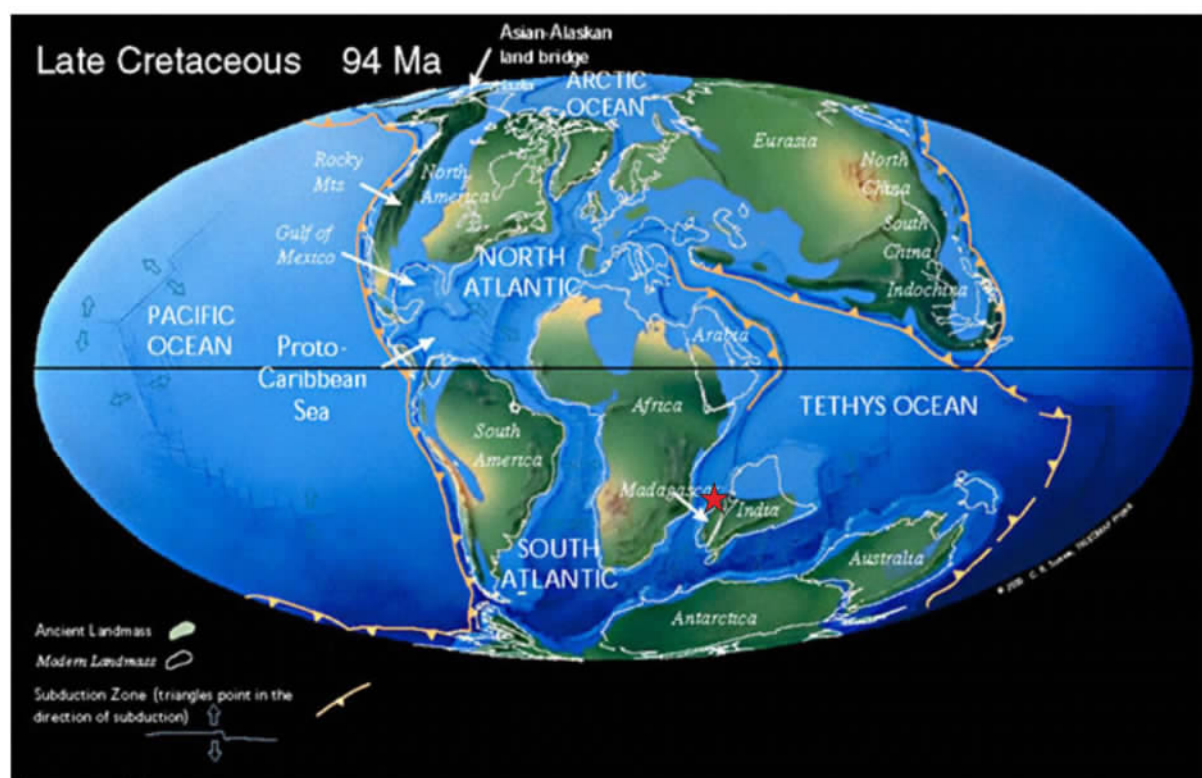 Late Cretaceous 94 Ma
Asian-Alaskan
land bridge
ARCTIC
OCEAN
Alaska
Eurasia
Rocky
Mts
North
America
North
China
South
China
Gulf of
Mexico
NORTH
ATLANTIC
Indochina
PACIFIC
OCEAN
Arabia
Proto-
Caribbean
Sea
Africa
TETHYS OCEAN
South
America
Madagascar
India
SOUTH
ATLANTIC
Australia
Antarctica
Ancient Landmass
Modern Landmass
Subduction Zone (triangles point in the
direction of subduction)